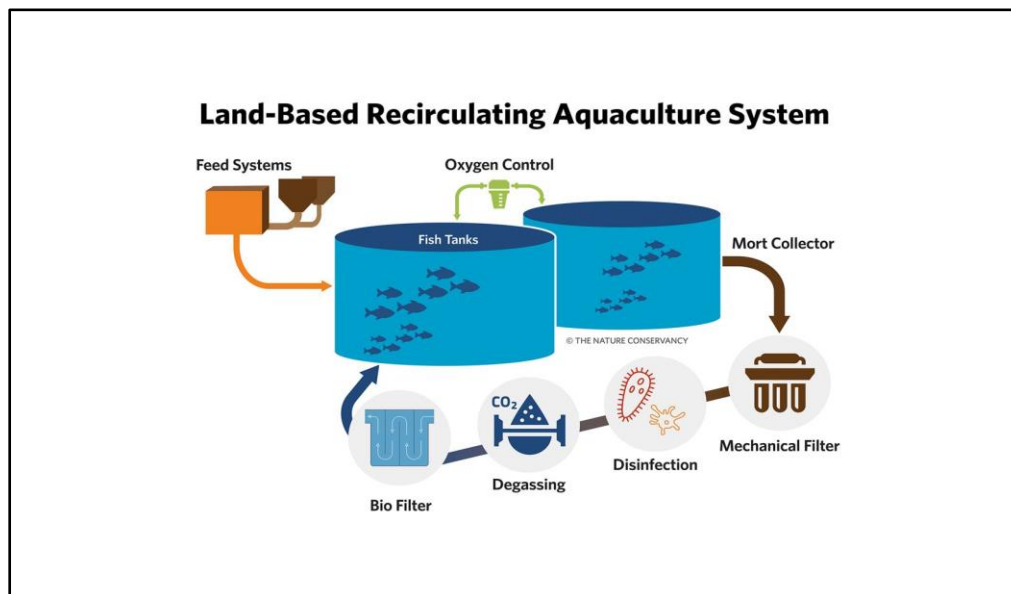 Land-Based Recirculating Aquaculture System
Feed Systems
Oxygen Control
Fish Tanks
Mort Collector
© THE NATURE CONSERVANCY
CO₂
Mechanical Filter
Disinfection
Degassing
Bio Filter